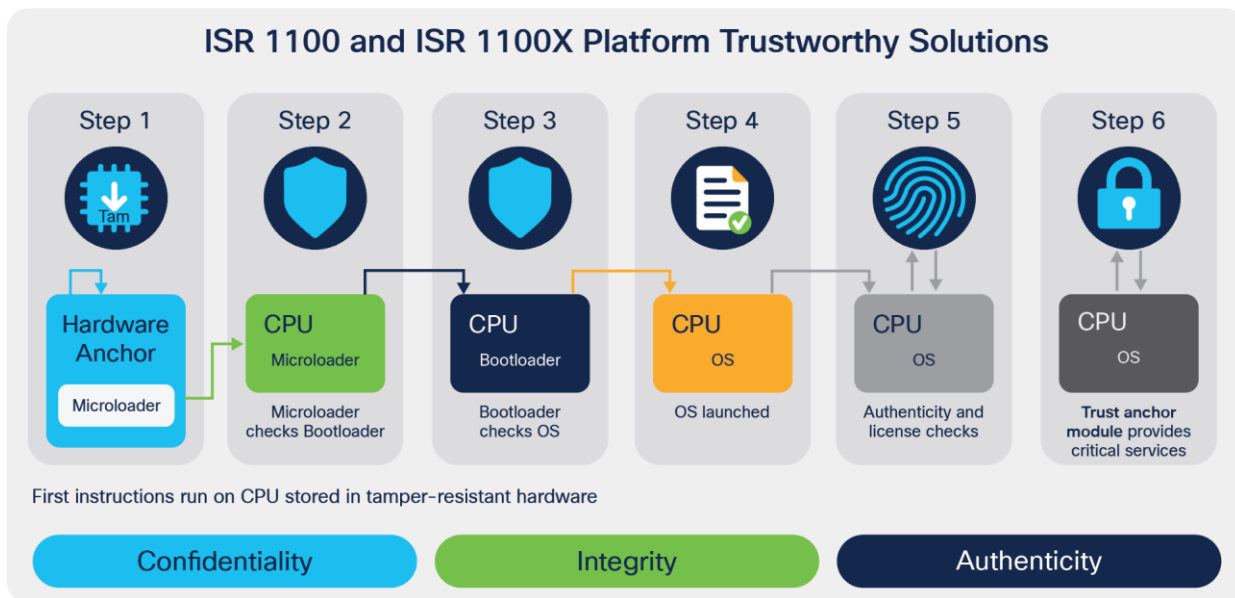 ISR 1100 and ISR 1100X Platform Trustworthy Solutions
Step 1
Tam
Hardware
Anchor
Microloader
Step 2
CPU
Microloader
Microloader
checks Bootloader
Step 3
CPU
Bootloader
Bootloader
checks OS
Step 4
CPU
OS
OS launched
Step 5
CPU
OS
Authenticity and
license checks
Step 6
CPU
OS
Trust anchor
module provides
critical services
First instructions run on CPU stored in tamper-resistant hardware
Confidentiality
Integrity
Authenticity